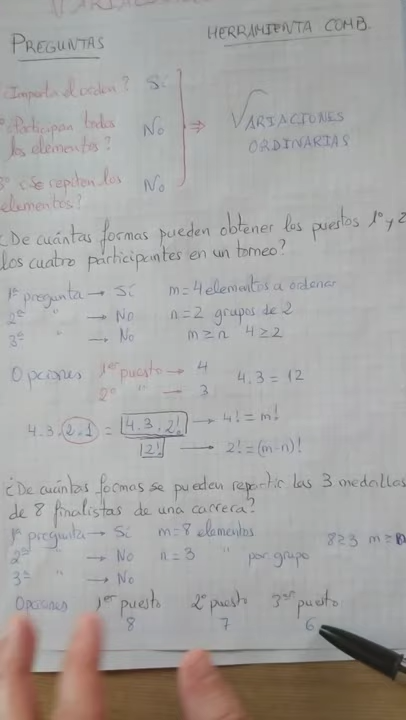 VARIACIONES
PREGUNTAS
HERRAMIENTA COMB.
¿Importa el orden? Sí
¿Participan todos los elementos? No
3º ¿Se repiten los elementos? No
⇒ VARIACIONES ORDINARIAS
¿De cuántas formas pueden obtener los puestos 1º y 2º
los cuatro participantes en un torneo?
1ª pregunta → Sí m=4 elementos a ordenar
2ª " → No n=2 grupos de 2
3ª " → No m≥n 4≥2
Opciones 1er puesto → 4
2º " → 3 4.3=12
4.3.2.1 = 4.3.2! → 4!=m!
2! → 2!=(m-n)!
¿De cuántas formas se pueden repartir las 3 medallas
de 8 finalistas de una carrera?
1ª pregunta → Sí m=8 elementos 8≥3 m≥n
2ª " → No n=3 " por grupo
3ª " → No
Opciones 1er puesto 2º puesto 3er puesto
8 7 6